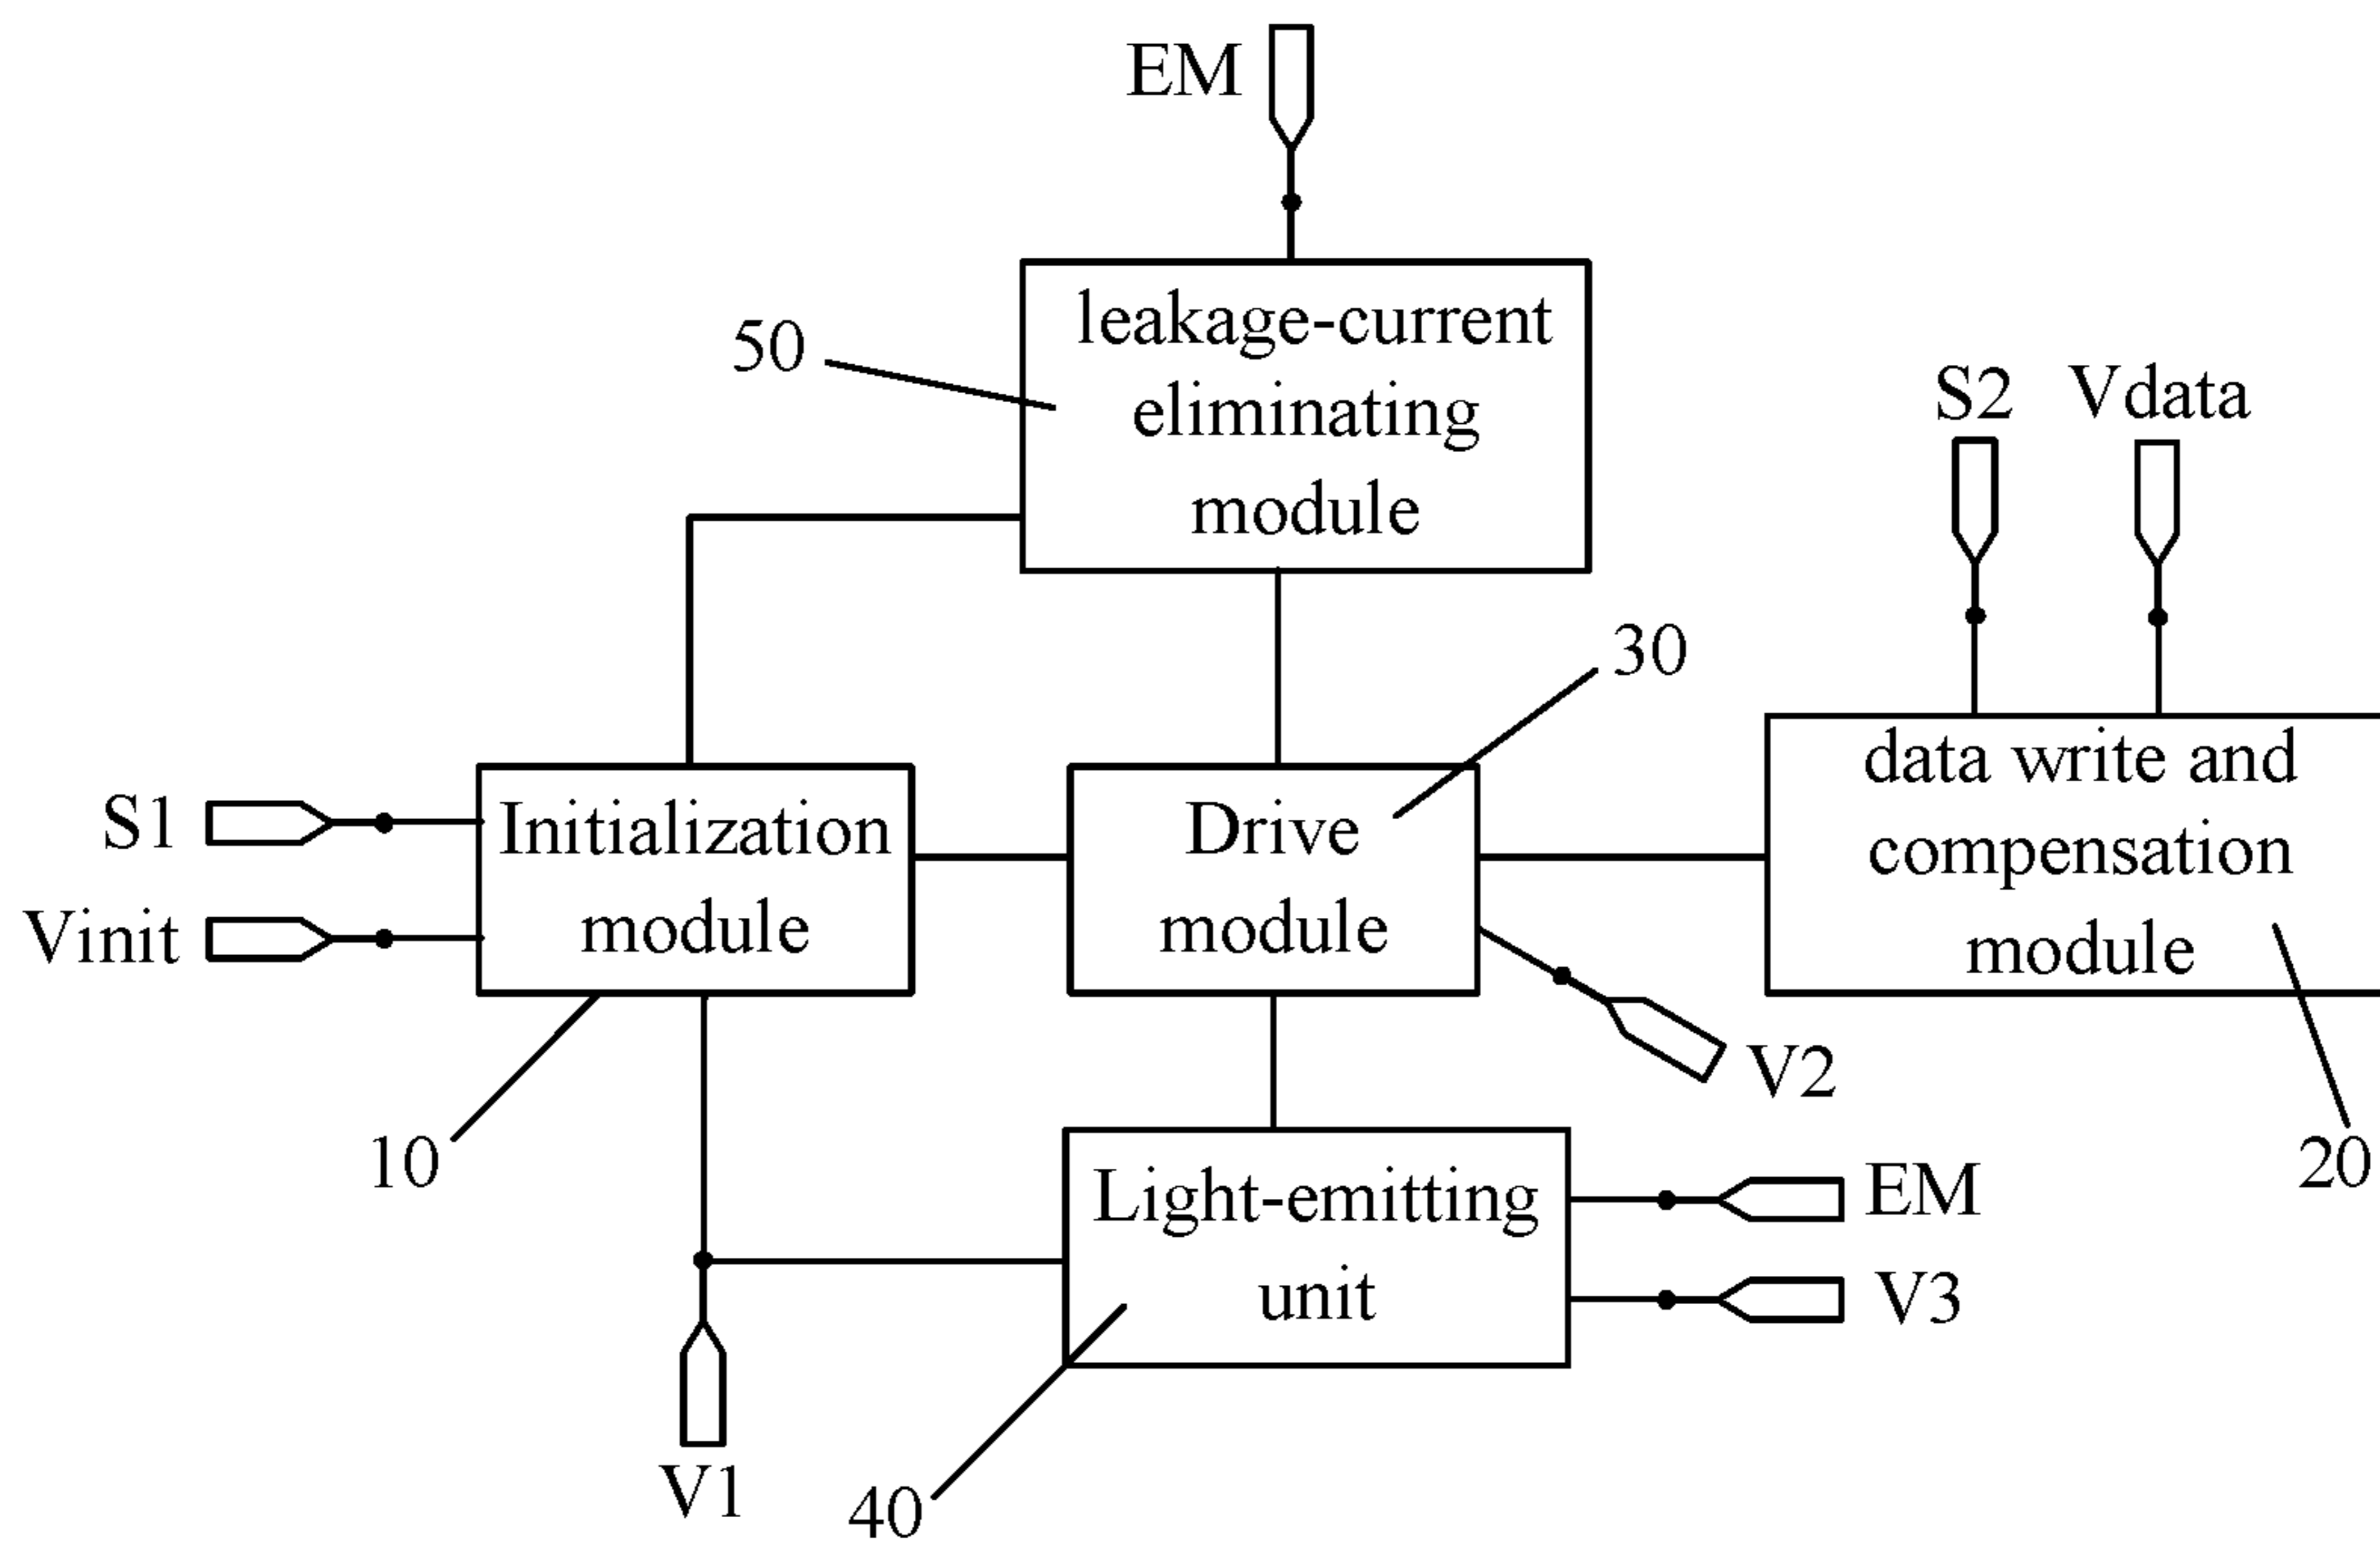 EM
leakage-current
eliminating
module
50
S2 Vdata
30
data write and
compensation
module
S1
Vinit
Initialization
module
Drive
module
V2
10
20
Light-emitting
unit
EM
V3
V1
40